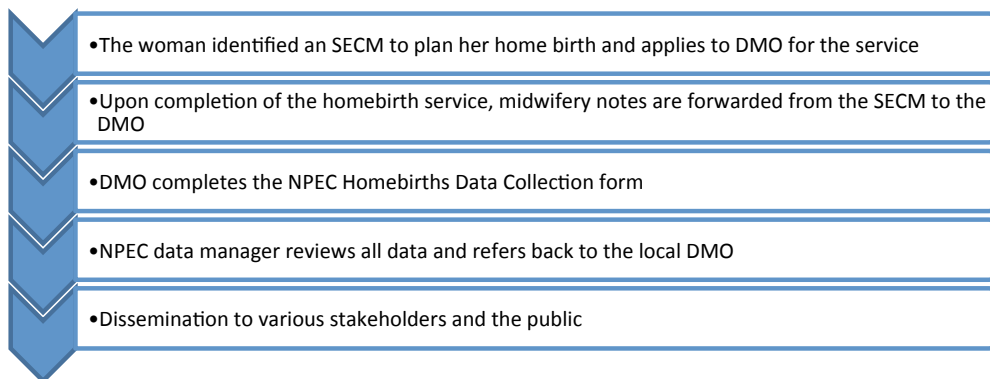 •The woman identified an SECM to plan her home birth and applies to DMO for the service
•Upon completion of the homebirth service, midwifery notes are forwarded from the SECM to the
DMO
•DMO completes the NPEC Homebirths Data Collection form
•NPEC data manager reviews all data and refers back to the local DMO
•Dissemination to various stakeholders and the public